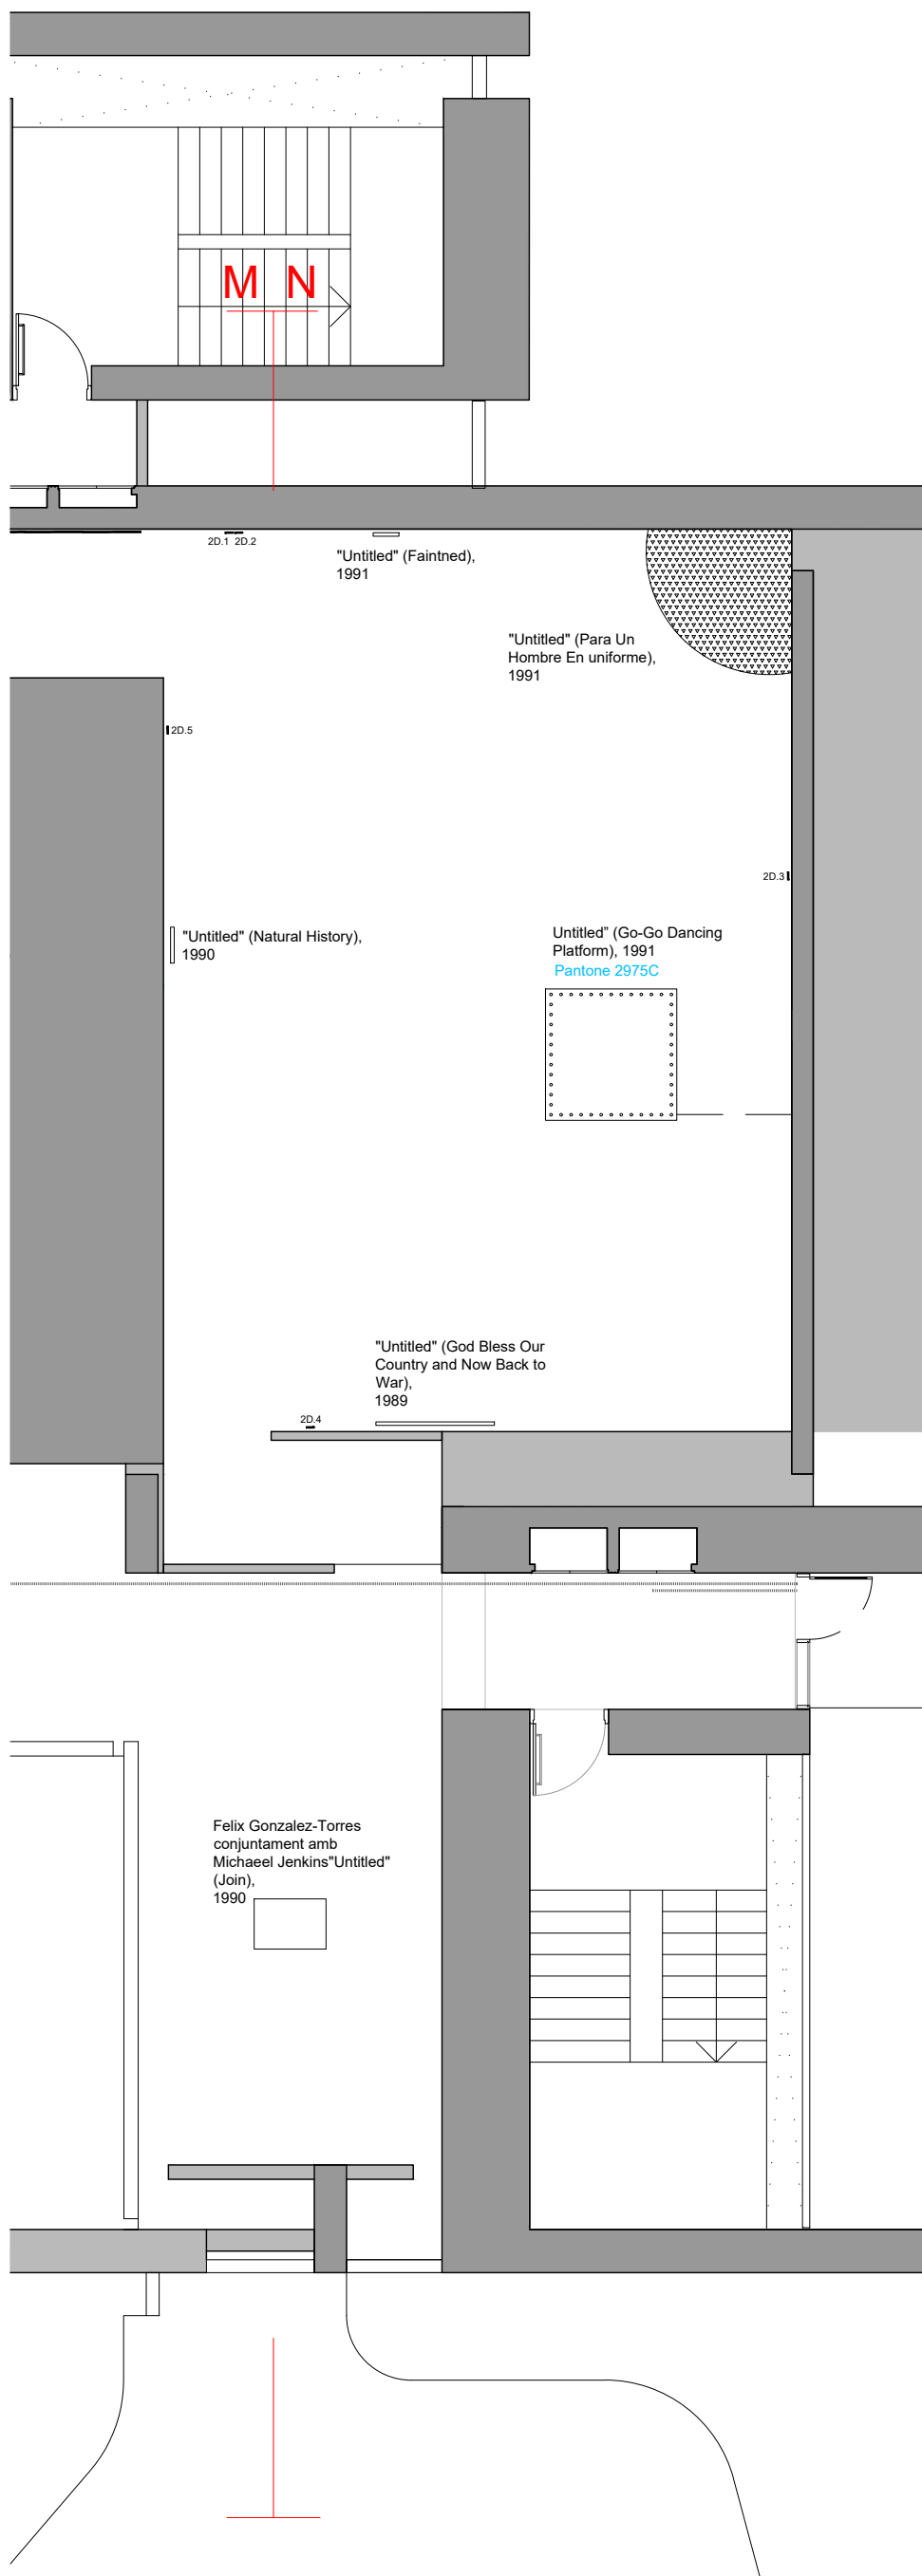 M N
2D.1 2D.2
"Untitled" (Faintned),
1991
"Untitled" (Para Un
Hombre En uniforme),
1991
2D.5
2D.3
"Untitled" (Natural History),
1990
Untitled" (Go-Go Dancing
Platform), 1991
Pantone 2975C
"Untitled" (God Bless Our
Country and Now Back to
War),
1989
2D.4
Felix Gonzalez-Torres
conjuntament amb
Michaeel Jenkins"Untitled"
(Join),
1990